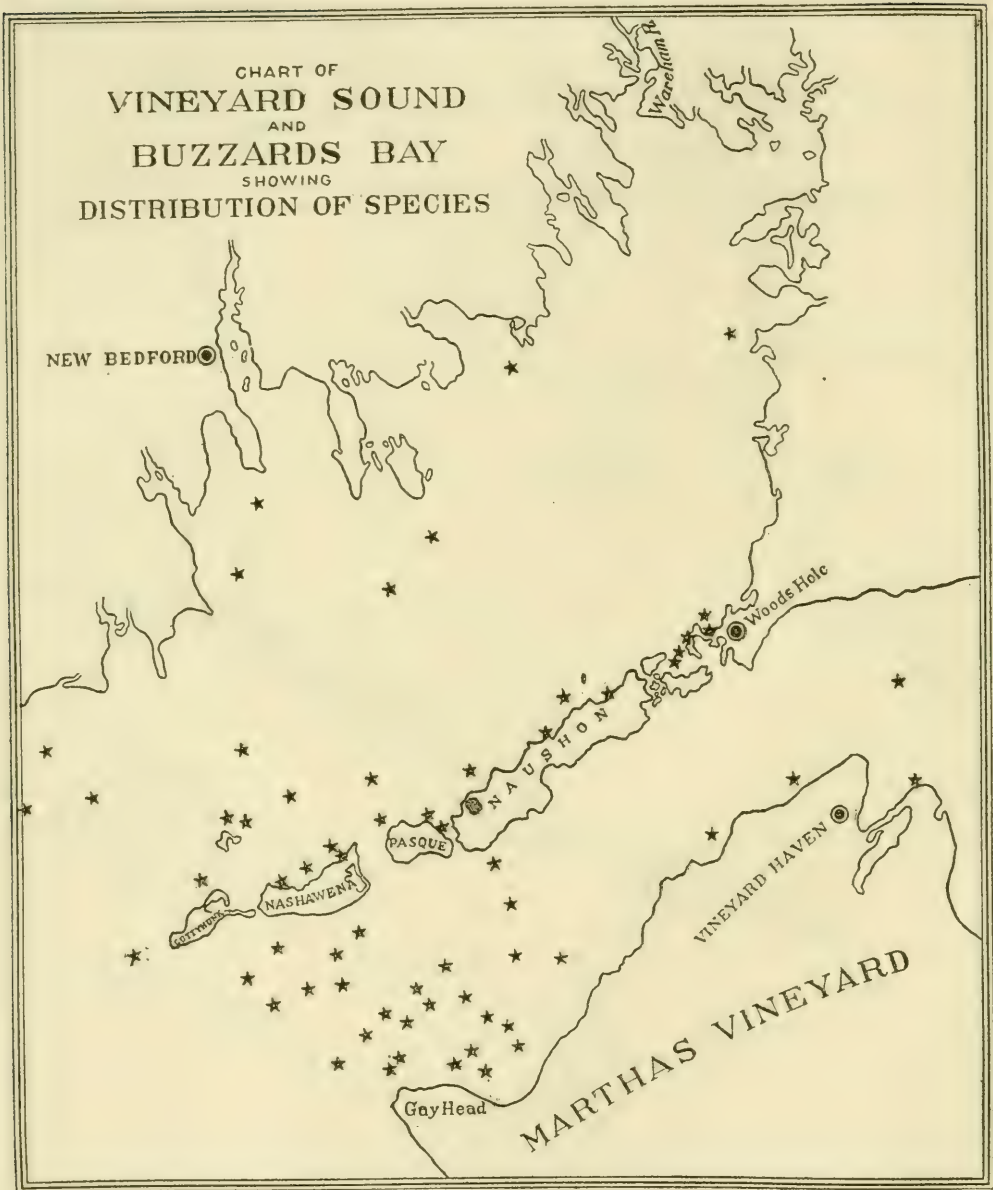 CHART OF
VINEYARD SOUND
AND
BUZZARDS BAY
SHOWING
DISTRIBUTION OF SPECIES
Wareham R.
NEW BEDFORD
Woods Hole
NAUSHON
PASQUE
NASHAWENA
CUTTYHUNK
VINEYARD HAVEN
MARTHAS VINEYARD
Gay Head